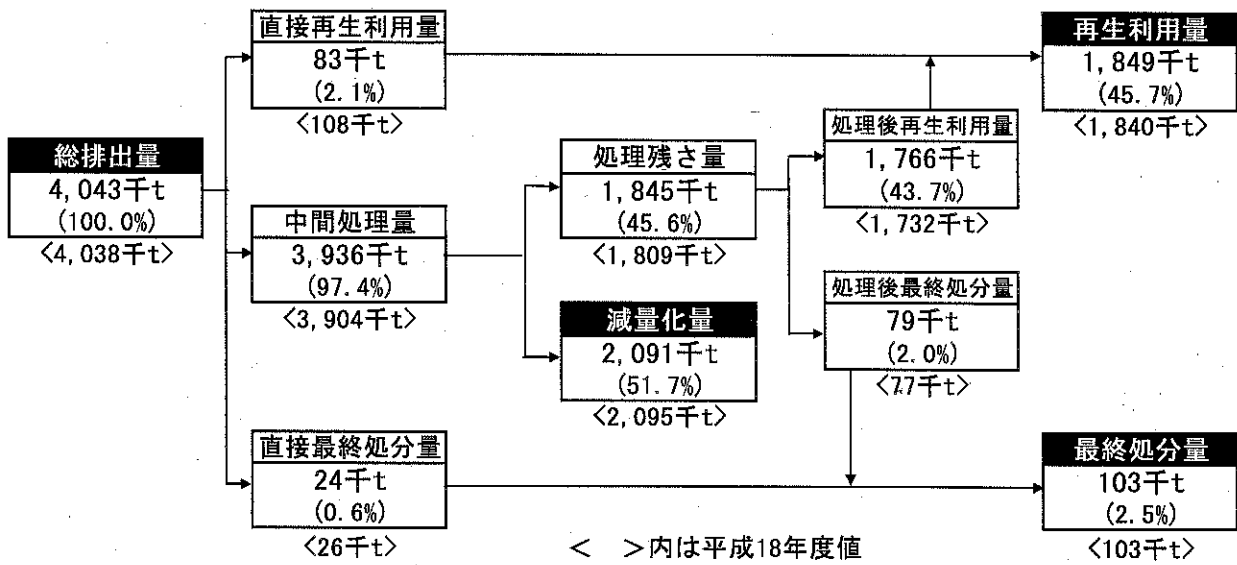 総排出量
4,043千t
(100.0%)
<4,038千t>
直接再生利用量
83千t
(2.1%)
<108千t>
中間処理量
3,936千t
(97.4%)
<3,904千t>
直接最終処分量
24千t
(0.6%)
<26千t>
処理残さ量
1,845千t
(45.6%)
<1,809千t>
減量化量
2,091千t
(51.7%)
<2,095千t>
処理後再生利用量
1,766千t
(43.7%)
<1,732千t>
処理後最終処分量
79千t
(2.0%)
<77千t>
再生利用量
1,849千t
(45.7%)
<1,840千t>
最終処分量
103千t
(2.5%)
<103千t>
<　>内は平成18年度値